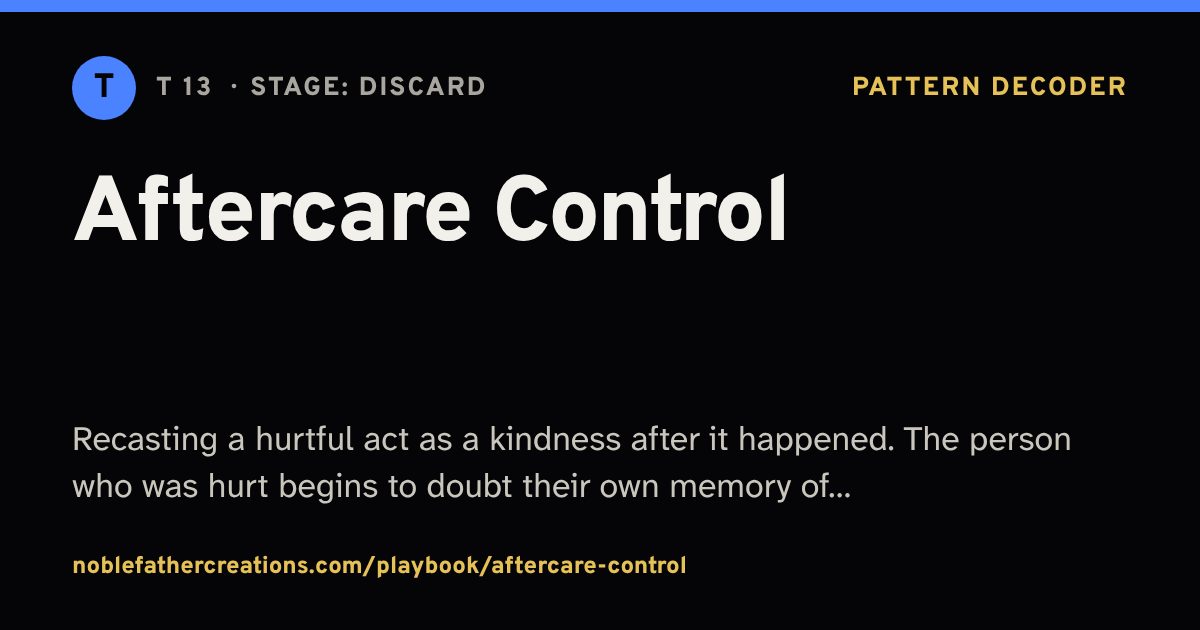 T T 13 · STAGE: DISCARD PATTERN DECODER
Aftercare Control
Recasting a hurtful act as a kindness after it happened. The person
who was hurt begins to doubt their own memory of...
noblefathercreations.com/playbook/aftercare-control